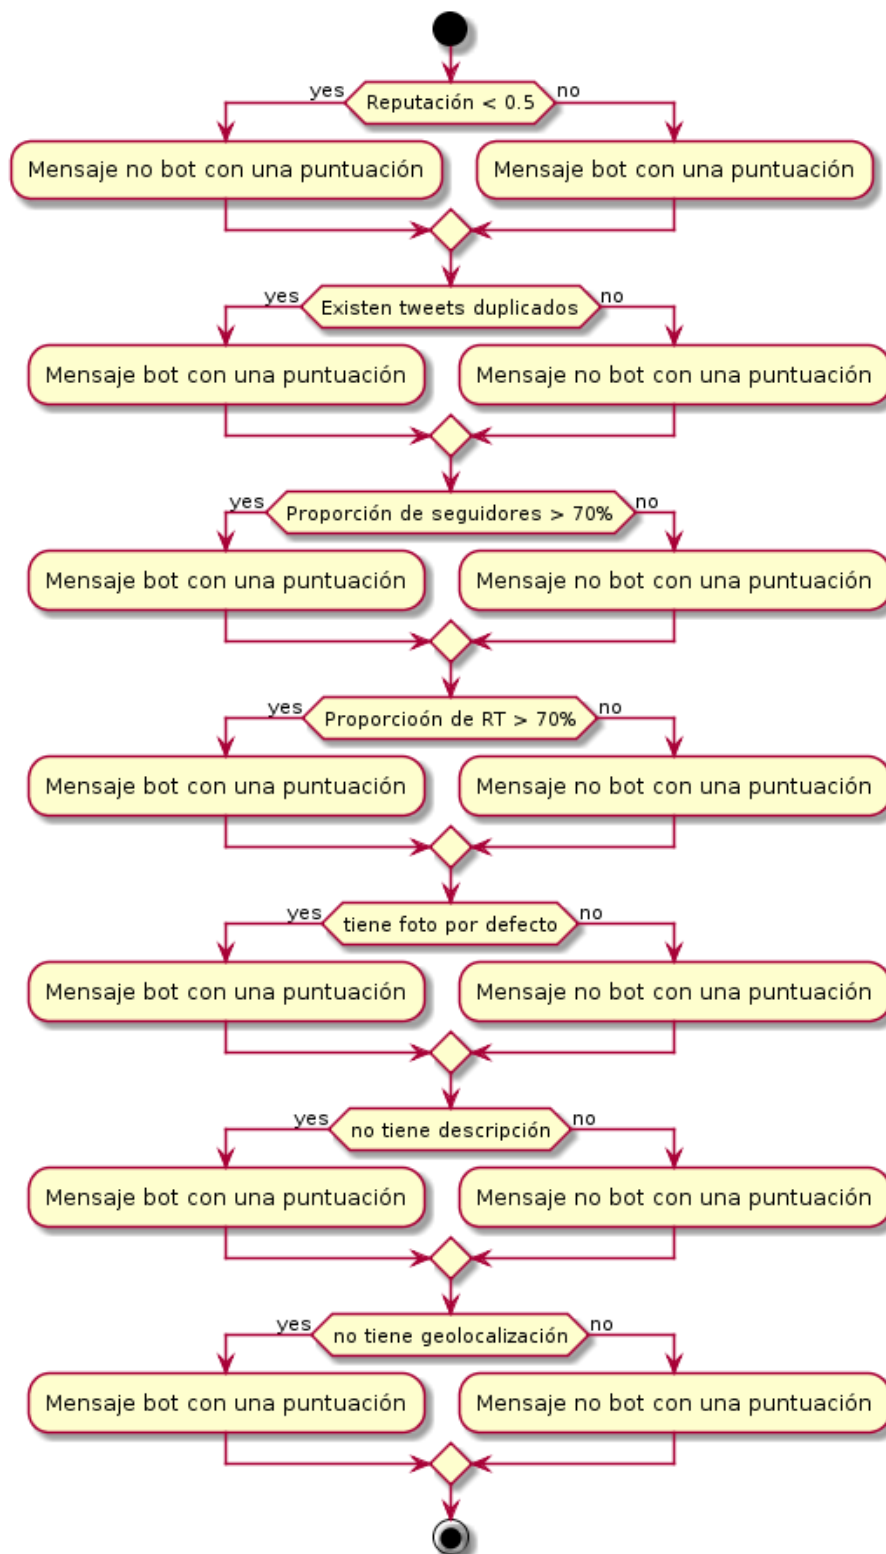 yes
Reputación < 0.5
no
Mensaje no bot con una puntuación
Mensaje bot con una puntuación
yes
Existen tweets duplicados
no
Mensaje bot con una puntuación
Mensaje no bot con una puntuación
yes
Proporción de seguidores > 70%
no
Mensaje bot con una puntuación
Mensaje no bot con una puntuación
yes
Proporcioón de RT > 70%
no
Mensaje bot con una puntuación
Mensaje no bot con una puntuación
yes
tiene foto por defecto
no
Mensaje bot con una puntuación
Mensaje no bot con una puntuación
yes
no tiene descripción
no
Mensaje bot con una puntuación
Mensaje no bot con una puntuación
yes
no tiene geolocalización
no
Mensaje bot con una puntuación
Mensaje no bot con una puntuación